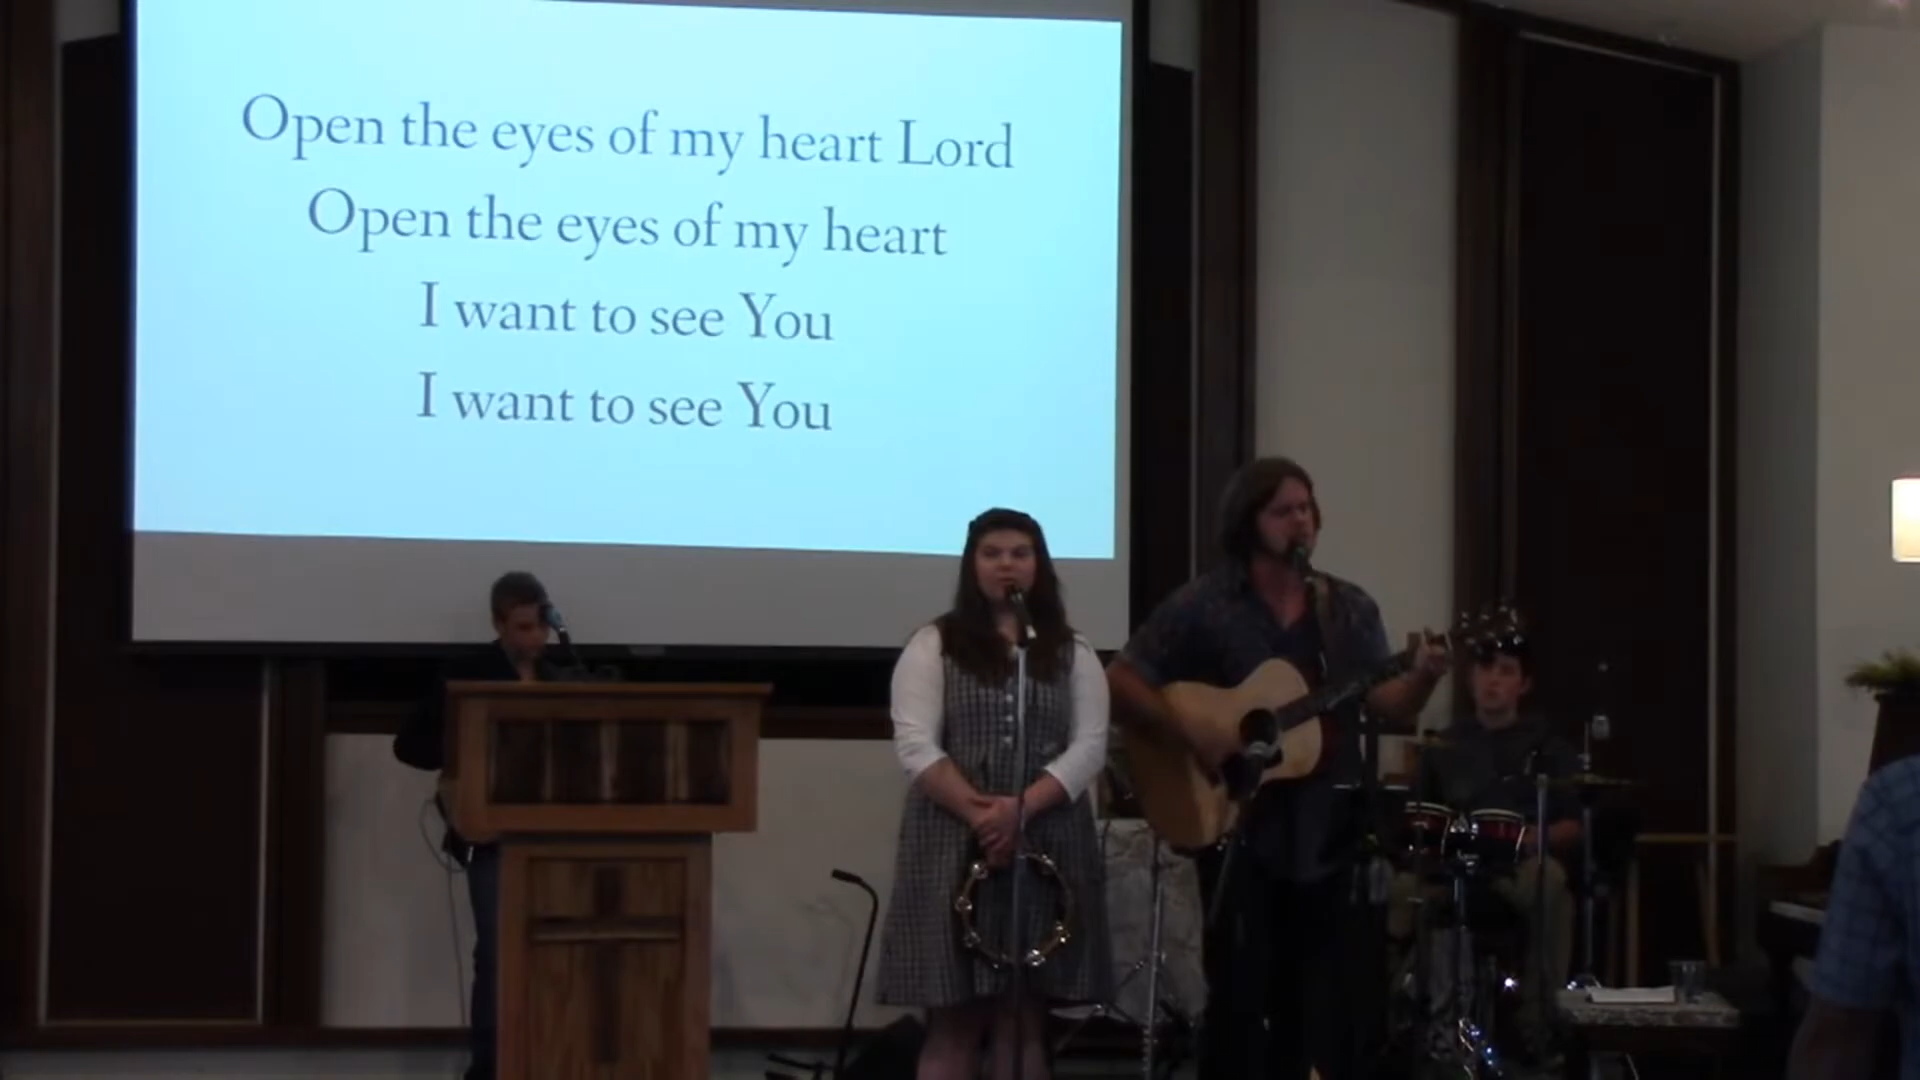 Open the eyes of my heart Lord
Open the eyes of my heart
I want to see You
I want to see You